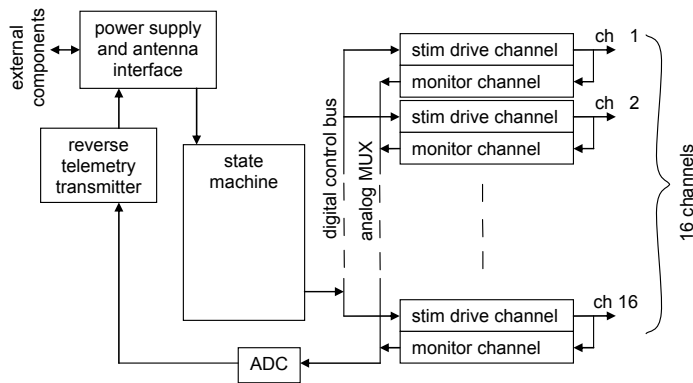 external
components
power supply
and antenna
interface
reverse
telemetry
transmitter
state
machine
digital control bus
analog MUX
stim drive channel
monitor channel
ch 1
stim drive channel
monitor channel
ch 2
stim drive channel
monitor channel
ch 16
16 channels
ADC